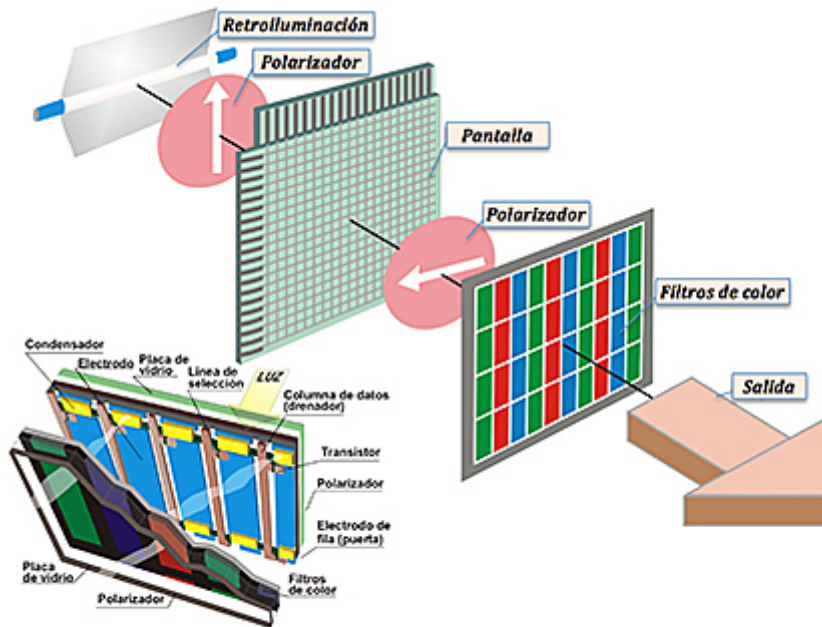 Retroiluminación
Polarizador
Pantalla
Polarizador
Filtros de color
Salida
Condensador
Electrodo
Placa de
vidrio
Línea de
selección
LUZ
Columna de datos
(drenador)
Transistor
Polarizador
Electrodo de
fila (puerta)
Filtros
de color
Placa
de vidrio
Polarizador